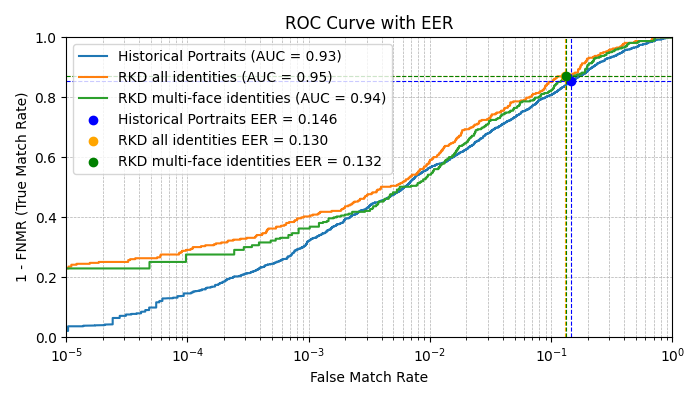 ROC Curve with EER
1 - FNMR (True Match Rate)
1.0
0.8
0.6
0.4
0.2
0.0
Historical Portraits (AUC = 0.93)
RKD all identities (AUC = 0.95)
RKD multi-face identities (AUC = 0.94)
Historical Portraits EER = 0.146
RKD all identities EER = 0.130
RKD multi-face identities EER = 0.132
10⁻⁵ 10⁻⁴ 10⁻³ 10⁻² 10⁻¹ 10⁰
False Match Rate